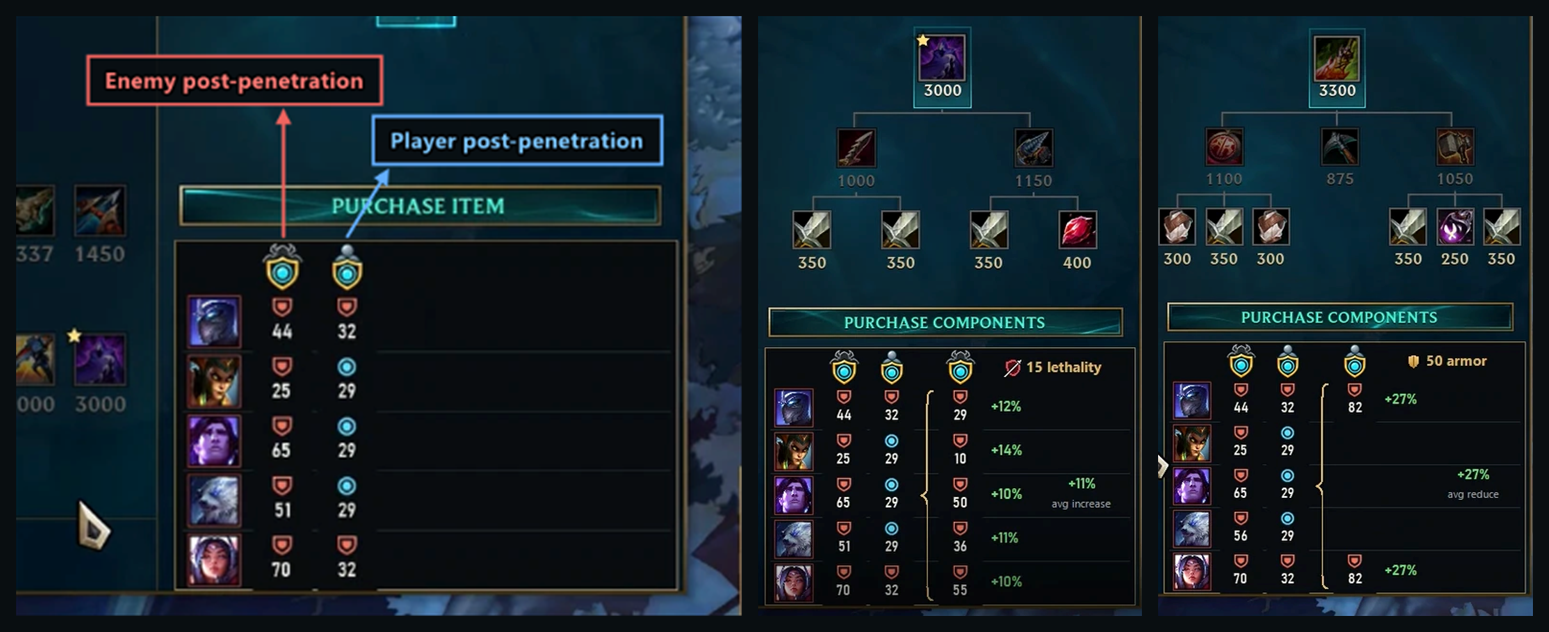 Enemy post-penetration
Player post-penetration
337 1450
PURCHASE ITEM
44 32
25 29
65 29
000 3000
51 29
70 32
3000
1000 1150
350 350 350 400
PURCHASE COMPONENTS
15 lethality
44 32 29 +12%
25 29 10 +14%
65 29 50 +10% +11%
avg increase
51 29 36 +11%
70 32 55 +10%
3300
1100 875 1050
300 350 300 350 250 350
PURCHASE COMPONENTS
50 armor
44 32 82 +27%
25 29
65 29 +27%
avg reduce
56 29
70 32 82 +27%